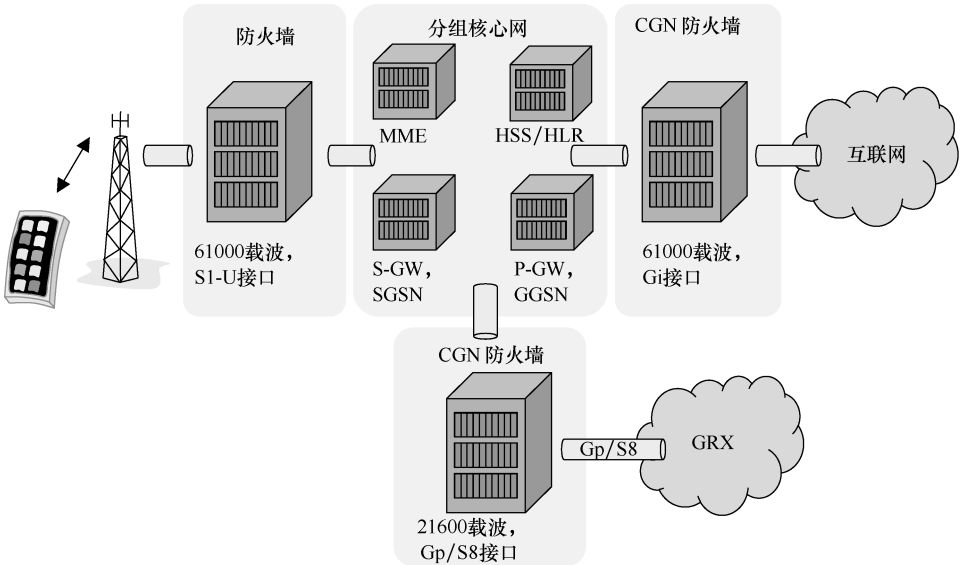 防火墙
分组核心网
CGN 防火墙
MME
HSS/HLR
互联网
61000载波，
S1-U接口
S-GW，
SGSN
P-GW，
GGSN
61000载波，
Gi接口
CGN 防火墙
Gp/S8
GRX
21600载波，
Gp/S8接口